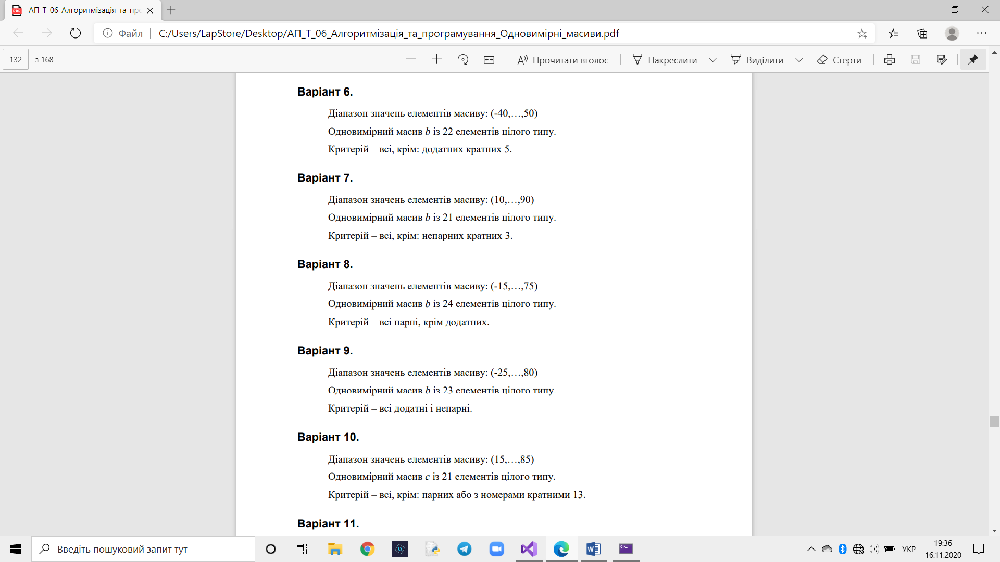 АП_Т_06_Алгоритмізація_та_прс
Файл
C:/Users/LapStore/Desktop/АП_Т_06_Алгоритмізація_та_програмування_Одновимірні_масиви.pdf
132 з 168
Прочитати вголос
Накреслити
Виділити
Стерти
Варіант 6.
Діапазон значень елементів масиву: (-40,…,50)
Одновимірний масив b із 22 елементів цілого типу.
Критерій – всі, крім: додатних кратних 5.
Варіант 7.
Діапазон значень елементів масиву: (10,…,90)
Одновимірний масив b із 21 елементів цілого типу.
Критерій – всі, крім: непарних кратних 3.
Варіант 8.
Діапазон значень елементів масиву: (-15,…,75)
Одновимірний масив b із 24 елементів цілого типу.
Критерій – всі парні, крім додатних.
Варіант 9.
Діапазон значень елементів масиву: (-25,…,80)
Одновимірний масив b із 23 елементів цілого типу.
Критерій – всі додатні і непарні.
Варіант 10.
Діапазон значень елементів масиву: (15,…,85)
Одновимірний масив c із 21 елементів цілого типу.
Критерій – всі, крім: парних або з номерами кратними 13.
Варіант 11.
Введіть пошуковий запит тут
УКР
19:36
16.11.2020